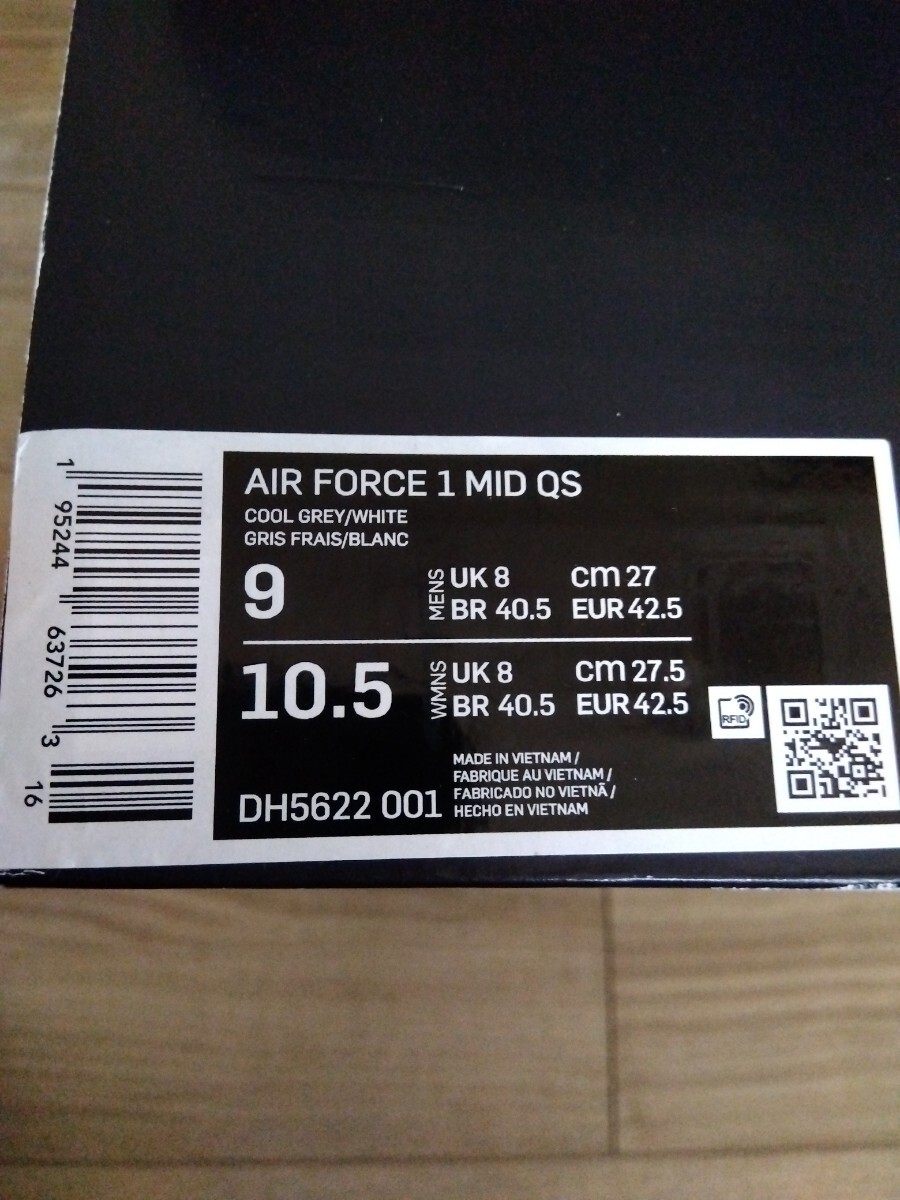 AIR FORCE 1 MID QS
COOL GREY/WHITE
GRIS FRAIS/BLANC
9
MENS
UK 8 cm 27
BR 40.5 EUR 42.5
10.5
WMNS
UK 8 cm 27.5
BR 40.5 EUR 42.5
RFID
MADE IN VIETNAM /
FABRIQUE AU VIETNAM /
FABRICADO NO VIETNÃ /
HECHO EN VIETNAM
DH5622 001
1 95244 63726 3 16